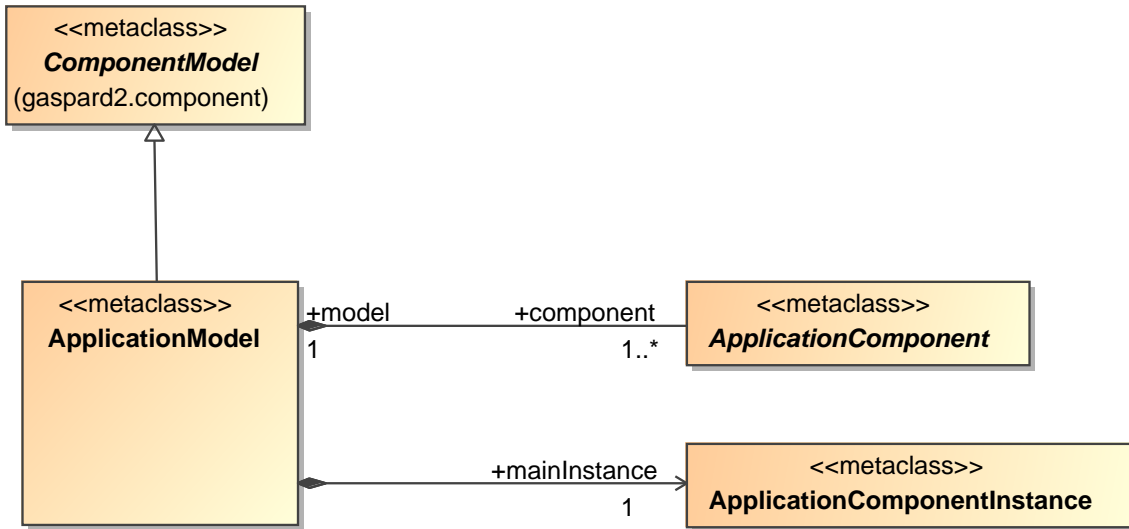 <<metaclass>>
ComponentModel
(gaspard2.component)
<<metaclass>>
ApplicationModel
+model
1
+component
1..*
<<metaclass>>
ApplicationComponent
+mainInstance
1
<<metaclass>>
ApplicationComponentInstance